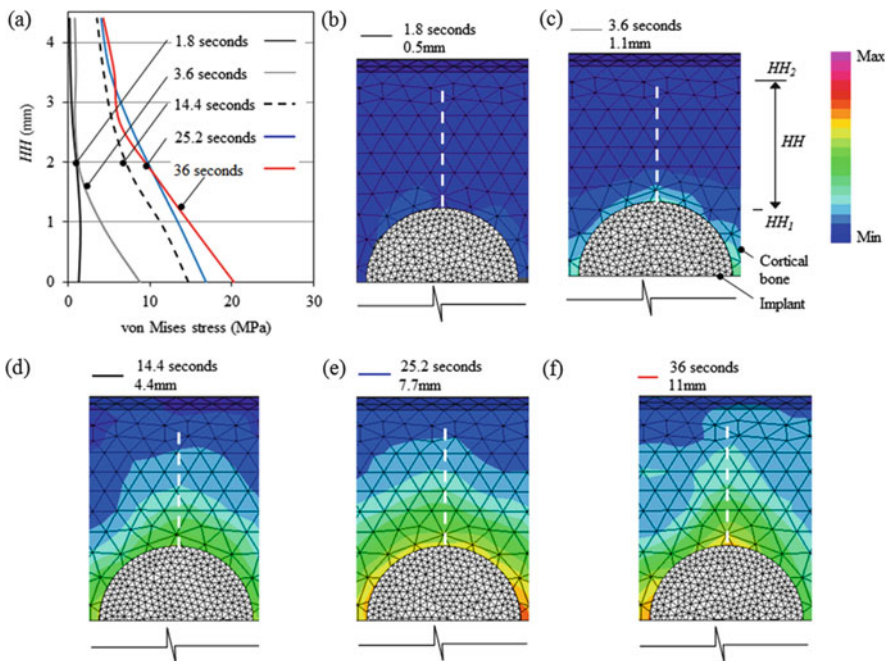 (a)
HH (mm)
4
3
2
1
0
0
10
20
30
von Mises stress (MPa)
1.8 seconds
3.6 seconds
14.4 seconds
25.2 seconds
36 seconds
(b)
1.8 seconds
0.5mm
(c)
3.6 seconds
1.1mm
HH2
HH
HH1
Max
Min
Cortical
bone
Implant
(d)
14.4 seconds
4.4mm
(e)
25.2 seconds
7.7mm
(f)
36 seconds
11mm